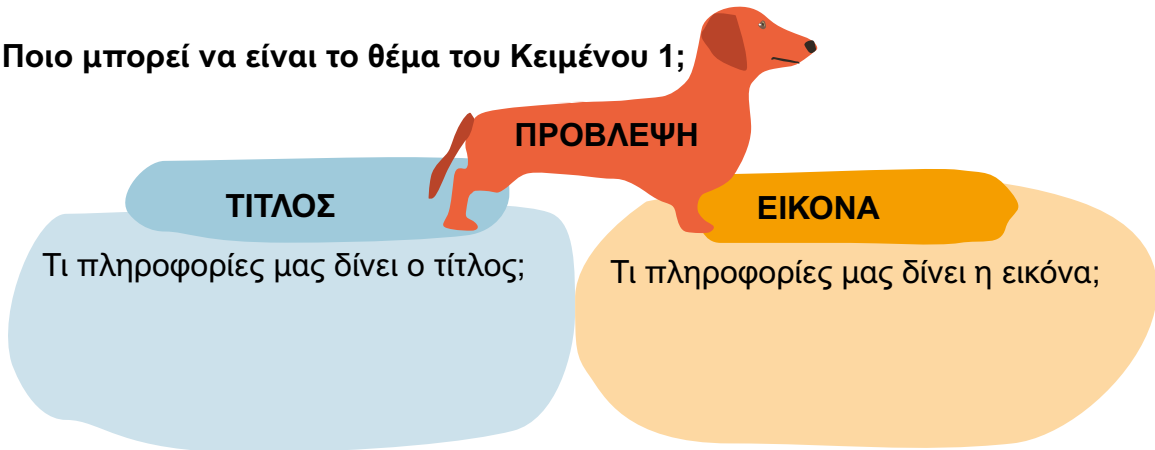 Ποιο μπορεί να είναι το θέμα του Κειμένου 1;
ΠΡΟΒΛΕΨΗ
ΤΙΤΛΟΣ
Τι πληροφορίες μας δίνει ο τίτλος;
ΕΙΚΟΝΑ
Τι πληροφορίες μας δίνει η εικόνα;